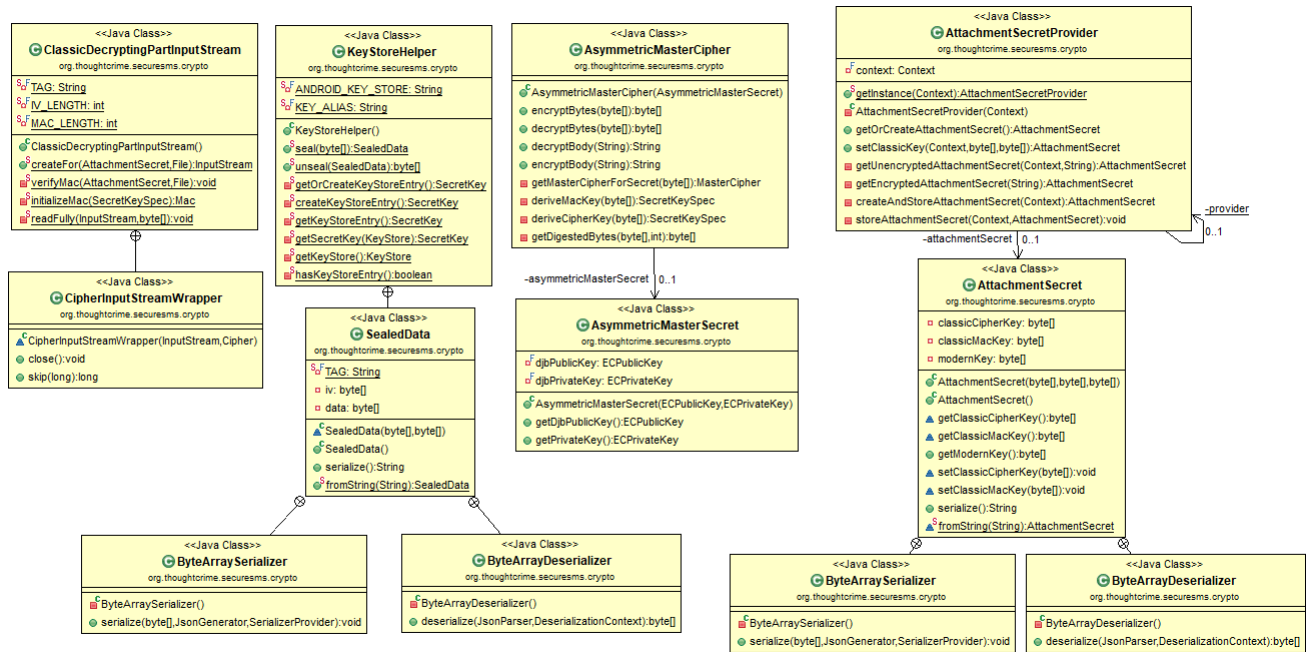 <<Java Class>>
ClassicDecryptingPartInputStream
org.thoughtcrime.securesms.crypto
TAG: String
IV_LENGTH: int
MAC_LENGTH: int
ClassicDecryptingPartInputStream()
createFor(AttachmentSecret,File):InputStream
verifyMac(AttachmentSecret,File):void
initializeMac(SecretKeySpec):Mac
readFully(InputStream,byte[]):void
<<Java Class>>
CipherInputStreamWrapper
org.thoughtcrime.securesms.crypto
CipherInputStreamWrapper(InputStream,Cipher)
close():void
skip(long):long
<<Java Class>>
KeyStoreHelper
org.thoughtcrime.securesms.crypto
ANDROID_KEY_STORE: String
KEY_ALIAS: String
KeyStoreHelper()
seal(byte[]):SealedData
unseal(SealedData):byte[]
getOrCreateKeyStoreEntry():SecretKey
createKeyStoreEntry():SecretKey
getKeyStoreEntry():SecretKey
getSecretKey(KeyStore):SecretKey
getKeyStore():KeyStore
hasKeyStoreEntry():boolean
<<Java Class>>
SealedData
org.thoughtcrime.securesms.crypto
TAG: String
iv: byte[]
data: byte[]
SealedData(byte[],byte[])
SealedData()
serialize():String
fromString(String):SealedData
<<Java Class>>
ByteArraySerializer
org.thoughtcrime.securesms.crypto
ByteArraySerializer()
serialize(byte[],JsonGenerator,SerializerProvider):void
<<Java Class>>
ByteArrayDeserializer
org.thoughtcrime.securesms.crypto
ByteArrayDeserializer()
deserialize(JsonParser,DeserializationContext):byte[]
<<Java Class>>
AsymmetricMasterCipher
org.thoughtcrime.securesms.crypto
AsymmetricMasterCipher(AsymmetricMasterSecret)
encryptBytes(byte[]):byte[]
decryptBytes(byte[]):byte[]
decryptBody(String):String
encryptBody(String):String
getMasterCipherForSecret(byte[]):MasterCipher
deriveMacKey(byte[]):SecretKeySpec
deriveCipherKey(byte[]):SecretKeySpec
getDigestedBytes(byte[],int):byte[]
-asymmetricMasterSecret 0..1
<<Java Class>>
AsymmetricMasterSecret
org.thoughtcrime.securesms.crypto
djbPublicKey: ECPublicKey
djbPrivateKey: ECPrivateKey
AsymmetricMasterSecret(ECPublicKey,ECPrivateKey)
getDjbPublicKey():ECPublicKey
getPrivateKey():ECPrivateKey
<<Java Class>>
AttachmentSecretProvider
org.thoughtcrime.securesms.crypto
context: Context
getInstance(Context):AttachmentSecretProvider
AttachmentSecretProvider(Context)
getOrCreateAttachmentSecret():AttachmentSecret
setClassicKey(Context,byte[],byte[]):AttachmentSecret
getUnencryptedAttachmentSecret(Context,String):AttachmentSecret
getEncryptedAttachmentSecret(String):AttachmentSecret
createAndStoreAttachmentSecret(Context):AttachmentSecret
storeAttachmentSecret(Context,AttachmentSecret):void
-provider
0..1
-attachmentSecret 0..1
<<Java Class>>
AttachmentSecret
org.thoughtcrime.securesms.crypto
classicCipherKey: byte[]
classicMacKey: byte[]
modernKey: byte[]
AttachmentSecret(byte[],byte[],byte[])
AttachmentSecret()
getClassicCipherKey():byte[]
getClassicMacKey():byte[]
getModernKey():byte[]
setClassicCipherKey(byte[]):void
setClassicMacKey(byte[]):void
serialize():String
fromString(String):AttachmentSecret
<<Java Class>>
ByteArraySerializer
org.thoughtcrime.securesms.crypto
ByteArraySerializer()
serialize(byte[],JsonGenerator,SerializerProvider):void
<<Java Class>>
ByteArrayDeserializer
org.thoughtcrime.securesms.crypto
ByteArrayDeserializer()
deserialize(JsonParser,DeserializationContext):byte[]